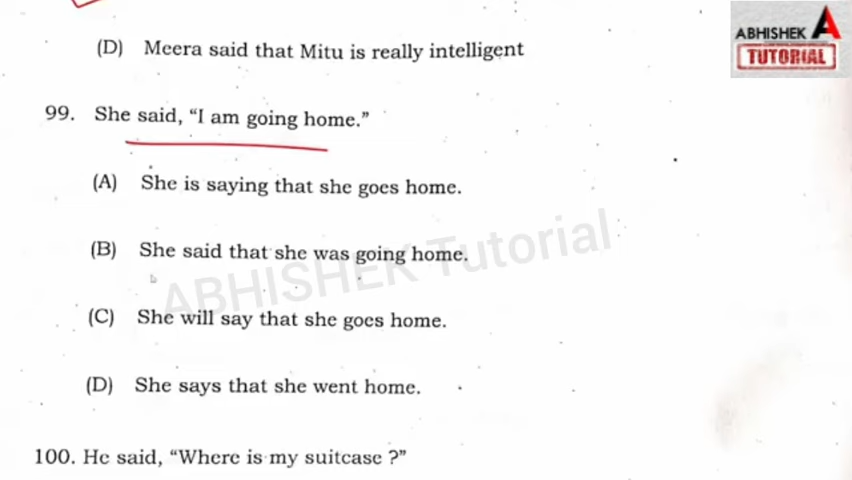 (D) Meera said that Mitu is really intelligent
ABHISHEK A
TUTORIAL
99. She said, “I am going home.”
(A) She is saying that she goes home.
(B) She said that she was going home.
ABHISHEK Tutorial
(C) She will say that she goes home.
(D) She says that she went home.
100. He said, “Where is my suitcase ?”